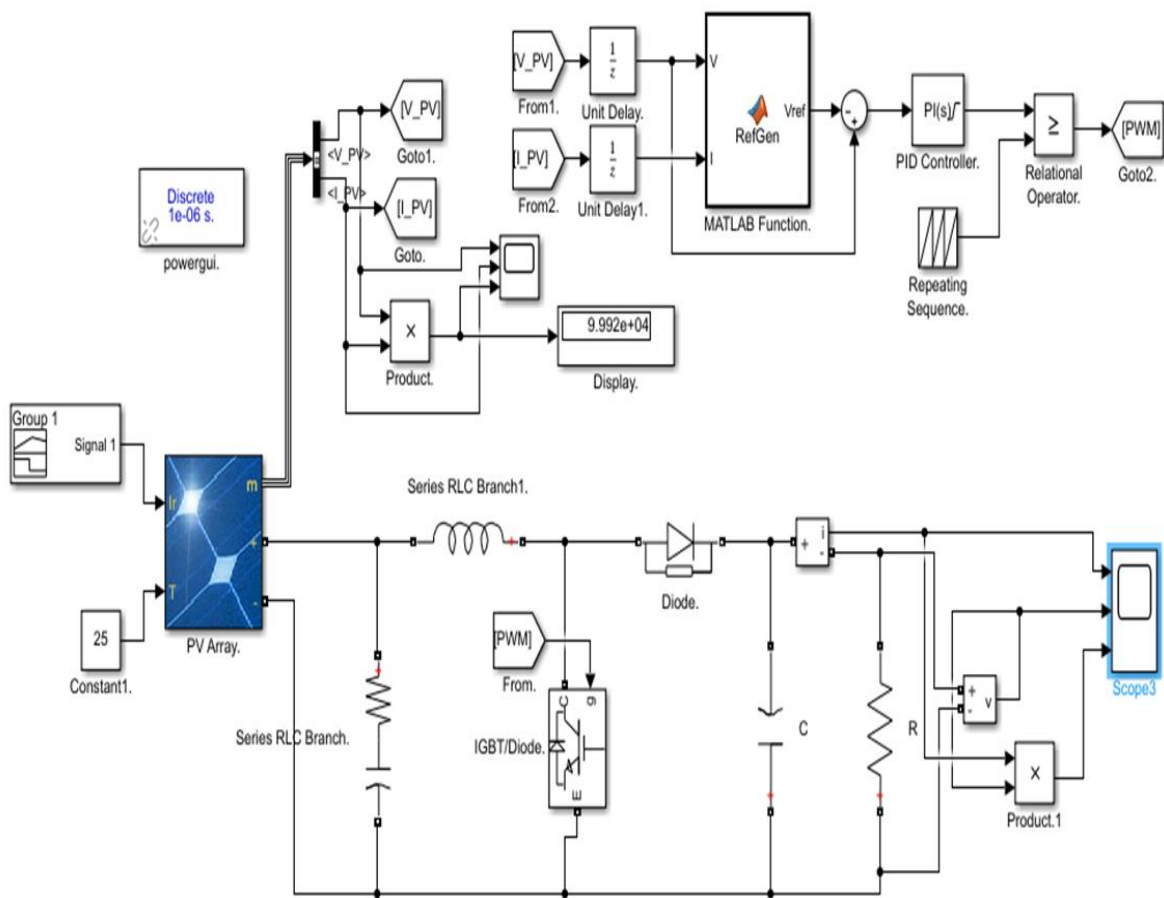 [V_PV]
From1.
1
z
Unit Delay.
[I_PV]
From2.
1
z
Unit Delay1.
V
I
RefGen
Vref
MATLAB Function.
-
+
PI(s)
PID Controller.
≥
Relational
Operator.
[PWM]
Goto2.
Repeating
Sequence.
<V_PV>
<I_PV>
[V_PV]
Goto1.
[I_PV]
Goto.
Discrete
1e-06 s.
powergui.
×
Product.
9.992e+04
Display.
Group 1
Signal 1
25
Constant1.
Ir
T
m
+
-
PV Array.
Series RLC Branch1.
+
Series RLC Branch.
+
[PWM]
From.
C
g
E
IGBT/Diode.
Diode.
+
i
-
C
+
R
+
+
-
v
×
Product.1
Scope3